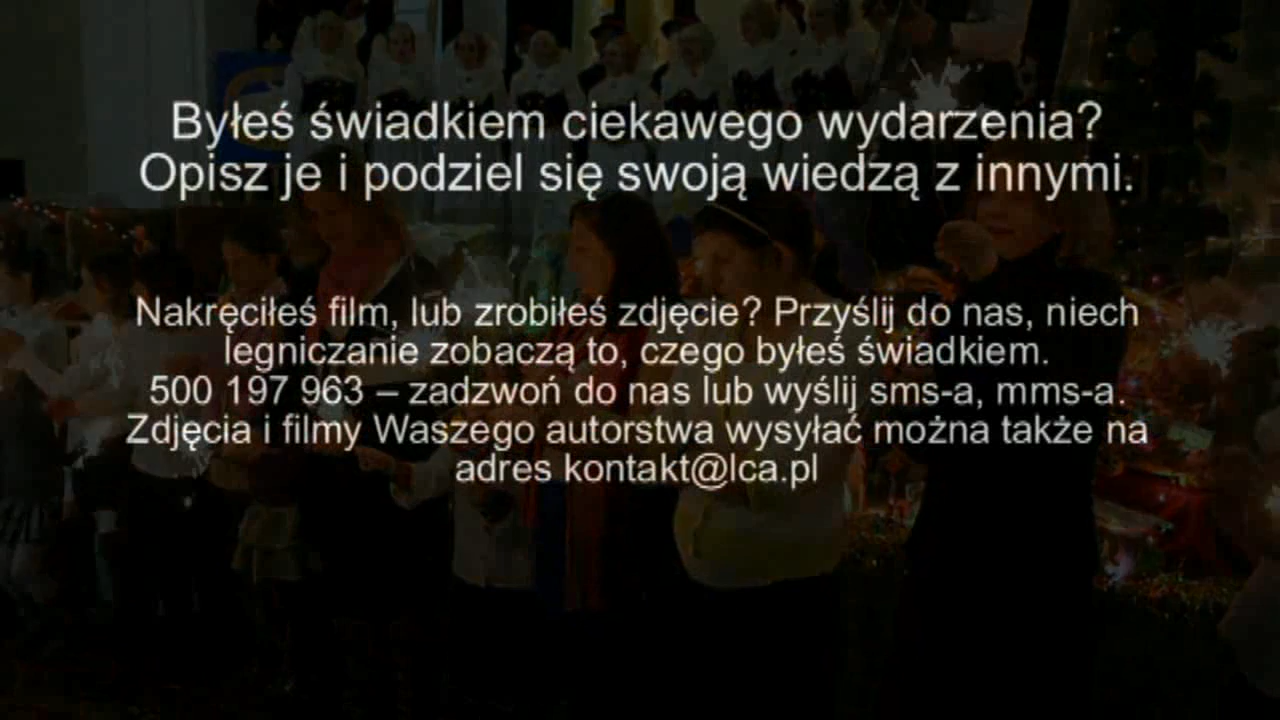 Byłeś świadkiem ciekawego wydarzenia?
Opisz je i podziel się swoją wiedzą z innymi.
Nakręciłeś film, lub zrobiłeś zdjęcie? Przyślij do nas, niech
legniczanie zobaczą to, czego byłeś świadkiem.
500 197 963 – zadzwoń do nas lub wyślij sms-a, mms-a.
Zdjęcia i filmy Waszego autorstwa wysyłać można także na
adres kontakt@lca.pl